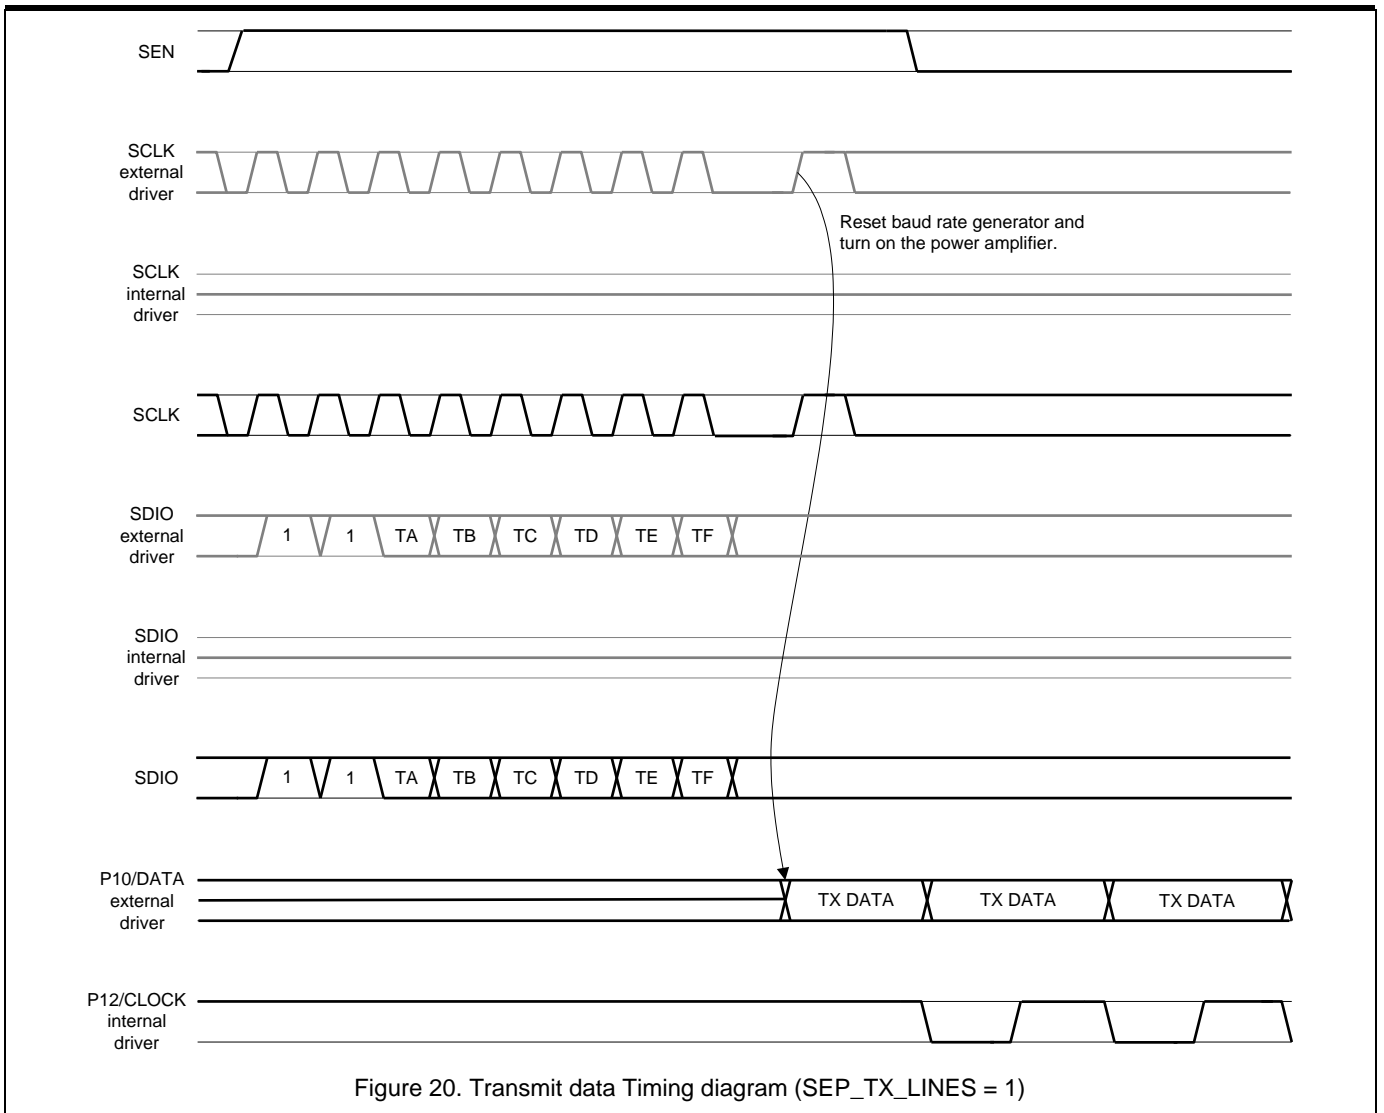 SEN
SCLK
external
driver
Reset baud rate generator and
turn on the power amplifier.
SCLK
internal
driver
SCLK
SDIO
external
driver
1 1 TA TB TC TD TE TF
SDIO
internal
driver
SDIO
1 1 TA TB TC TD TE TF
P10/DATA
external
driver
TX DATA TX DATA TX DATA
P12/CLOCK
internal
driver
Figure 20. Transmit data Timing diagram (SEP_TX_LINES = 1)